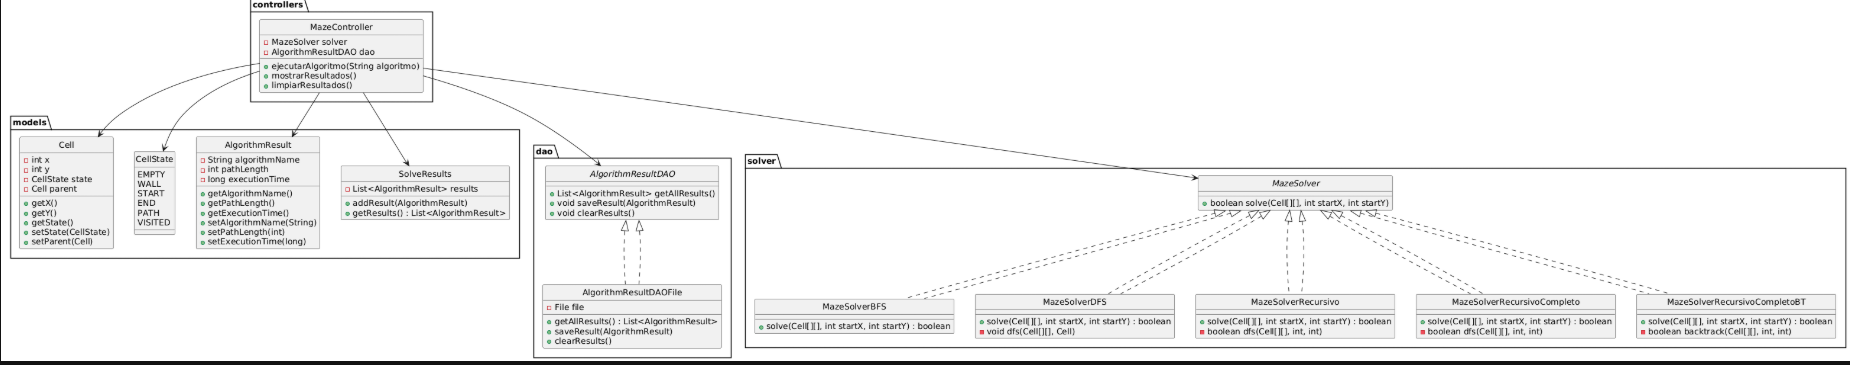 controllers
MazeController
MazeSolver solver
AlgorithmResultDAO dao
ejecutarAlgoritmo(String algoritmo)
mostrarResultados()
limpiarResultados()
models
Cell
int x
int y
CellState state
Cell parent
getX()
getY()
getState()
setState(CellState)
setParent(Cell)
CellState
EMPTY
WALL
START
END
PATH
VISITED
AlgorithmResult
String algorithmName
int pathLength
long executionTime
getAlgorithmName()
getPathLength()
getExecutionTime()
setAlgorithmName(String)
setPathLength(int)
setExecutionTime(long)
SolveResults
List<AlgorithmResult> results
addResult(AlgorithmResult)
getResults() : List<AlgorithmResult>
dao
AlgorithmResultDAO
List<AlgorithmResult> getAllResults()
void saveResult(AlgorithmResult)
void clearResults()
AlgorithmResultDAOFile
File file
getAllResults() : List<AlgorithmResult>
saveResult(AlgorithmResult)
clearResults()
solver
MazeSolver
boolean solve(Cell[][], int startX, int startY)
MazeSolverBFS
solve(Cell[][], int startX, int startY) : boolean
MazeSolverDFS
solve(Cell[][], int startX, int startY) : boolean
void dfs(Cell[][], Cell)
MazeSolverRecursivo
solve(Cell[][], int startX, int startY) : boolean
boolean dfs(Cell[][], int, int)
MazeSolverRecursivoCompleto
solve(Cell[][], int startX, int startY) : boolean
boolean dfs(Cell[][], int, int)
MazeSolverRecursivoCompletoBT
solve(Cell[][], int startX, int startY) : boolean
boolean backtrack(Cell[][], int, int)